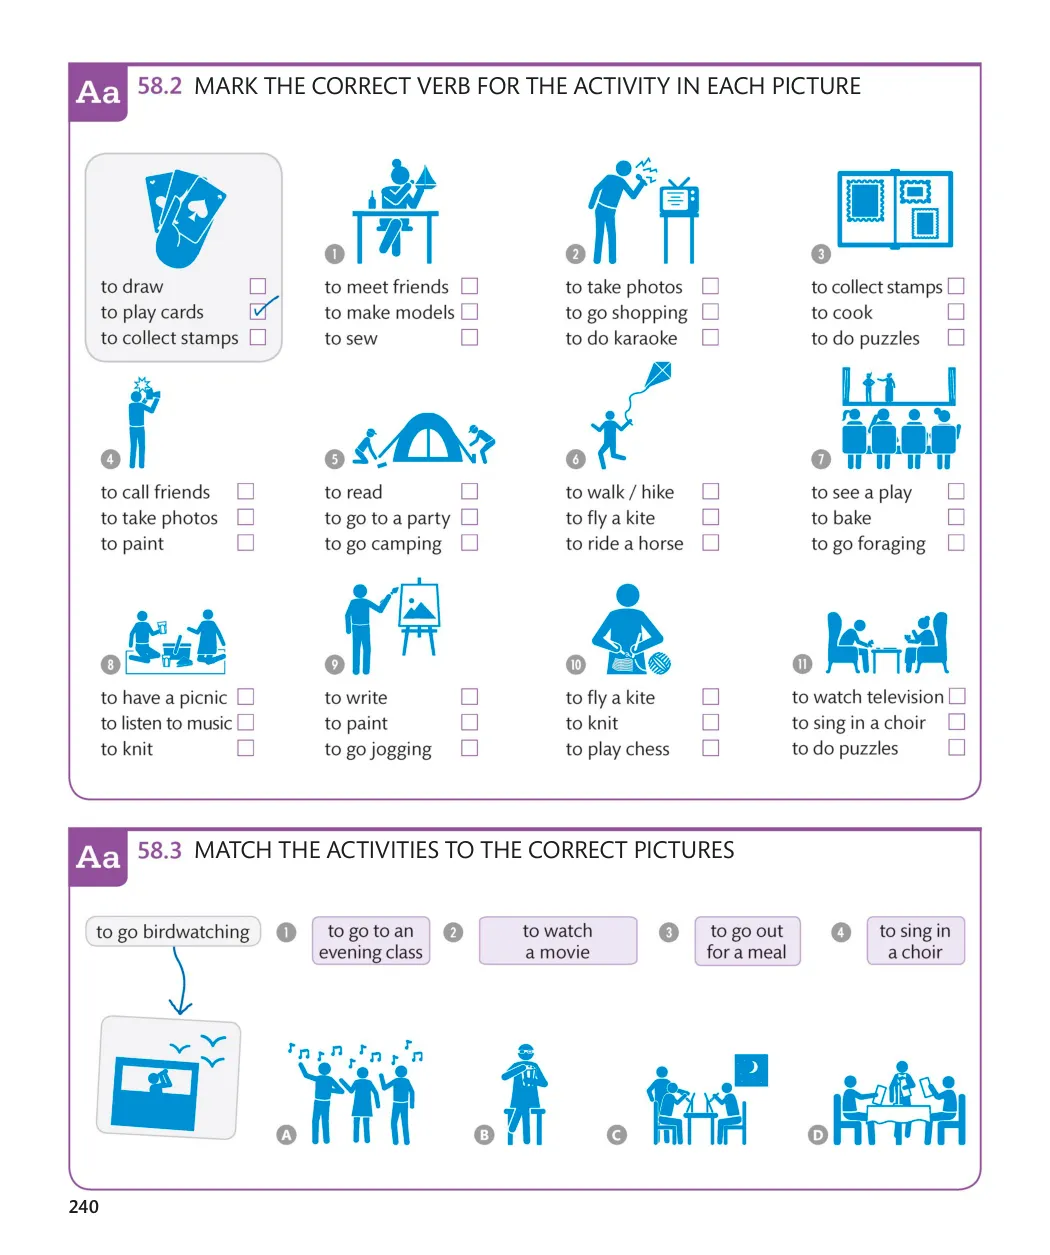 Aa
58.2 MARK THE CORRECT VERB FOR THE ACTIVITY IN EACH PICTURE
to draw
to play cards
to collect stamps
1
to meet friends
to make models
to sew
2
to take photos
to go shopping
to do karaoke
3
to collect stamps
to cook
to do puzzles
4
to call friends
to take photos
to paint
5
to read
to go to a party
to go camping
6
to walk / hike
to fly a kite
to ride a horse
7
to see a play
to bake
to go foraging
8
to have a picnic
to listen to music
to knit
9
to write
to paint
to go jogging
10
to fly a kite
to knit
to play chess
11
to watch television
to sing in a choir
to do puzzles
Aa
58.3 MATCH THE ACTIVITIES TO THE CORRECT PICTURES
to go birdwatching
1
to go to an
evening class
2
to watch
a movie
3
to go out
for a meal
4
to sing in
a choir
A
B
C
D
240